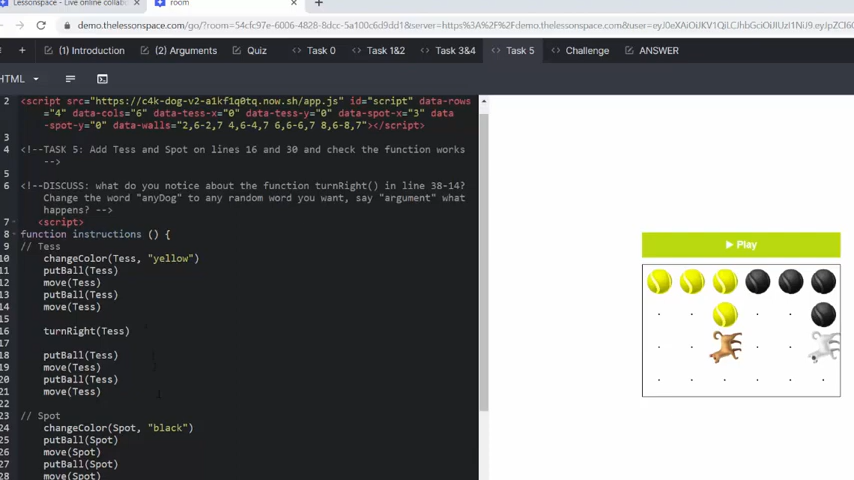 Lessonspace - Live online collab
room
demo.thelessonspace.com/go/?room=54cfc97e-6006-4828-bcca-100c6d9dd1&server=https%3A%2F%2Fdemo.thelessonspace.com&user=
(1) Introduction
(2) Arguments
Quiz
Task 0
Task 1&2
Task 3&4
Task 5
Challenge
ANSWER
HTML
2 <script src="https://c4k-dog-v2-a1kf1q0tq.now.sh/app.js" id="script" data-rows
="4" data-cols="6" data-tess-x="0" data-tess-y="0" data-spot-x="3" data
-spot-y="0" data-walls="2,6-2,7 4,6-4,7 6,6-6,7 8,6-8,7"></script>
3
4 <!--TASK 5: Add Tess and Spot on lines 16 and 30 and check the function works
-->
5
6 <!--DISCUSS: what do you notice about the function turnRight() in line 38-14?
Change the word "anyDog" to any random word you want, say "argument" what
happens? -->
7 <script>
8 function instructions () {
9 // Tess
10 changeColor(Tess, "yellow")
11 putBall(Tess)
12 move(Tess)
13 putBall(Tess)
14 move(Tess)
15
16 turnRight(Tess)
17
18 putBall(Tess)
19 move(Tess)
20 putBall(Tess)
21 move(Tess)
22
23 // Spot
24 changeColor(Spot, "black")
25 putBall(Spot)
26 move(Spot)
27 putBall(Spot)
28 move(Spot)
Play